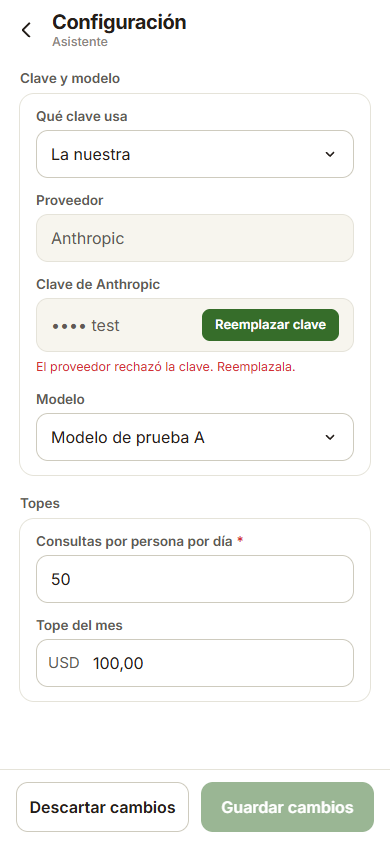 Configuración
Asistente
Clave y modelo
Qué clave usa
La nuestra
Proveedor
Anthropic
Clave de Anthropic
•••• test
Reemplazar clave
El proveedor rechazó la clave. Reemplazala.
Modelo
Modelo de prueba A
Topes
Consultas por persona por día *
50
Tope del mes
USD 100,00
Descartar cambios
Guardar cambios